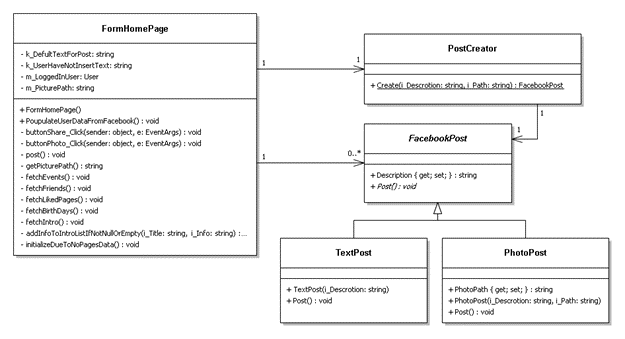 FormHomePage
- k_DefultTextForPost: string
- k_UserHaveNotInsertText: string
- m_LoggedInUser: User
- m_PicturePath: string
+ FormHomePage()
+ PoupulateUserDataFromFacebook() : void
- buttonShare_Click(sender: object, e: EventArgs) : void
- buttonPhoto_Click(sender: object, e: EventArgs) : void
- post() : void
- getPicturePath() : string
- fetchEvents() : void
- fetchFriends() : void
- fetchLikedPages() : void
- fetchBirthDays() : void
- fetchIntro() : void
- addInfoToIntroListIfNotNullOrEmpty(i_Title: string, i_Info: string) :...
- initializeDueToNoPagesData() : void
1
1
PostCreator
+ Create(i_Descrotion: string, i_Path: string) : FacebookPost
1
1
1
0..*
FacebookPost
+ Description { get; set; } : string
+ Post() : void
TextPost
+ TextPost(i_Descrotion: string)
+ Post() : void
PhotoPost
+ PhotoPath { get; set; } : string
+ PhotoPost(i_Descrotion: string, i_Path: string)
+ Post() : void